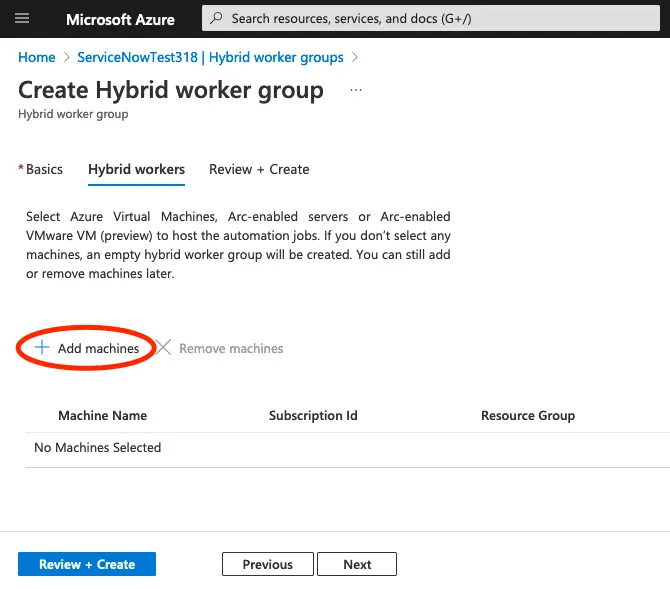 Microsoft Azure
Search resources, services, and docs (G+/)
Home > ServiceNowTest318 | Hybrid worker groups >
Create Hybrid worker group ...
Hybrid worker group
* Basics Hybrid workers Review + Create
Select Azure Virtual Machines, Arc-enabled servers or Arc-enabled
VMware VM (preview) to host the automation jobs. If you don't select any
machines, an empty hybrid worker group will be created. You can still add
or remove machines later.
Add machines Remove machines
Machine Name Subscription Id Resource Group
No Machines Selected
Review + Create Previous Next